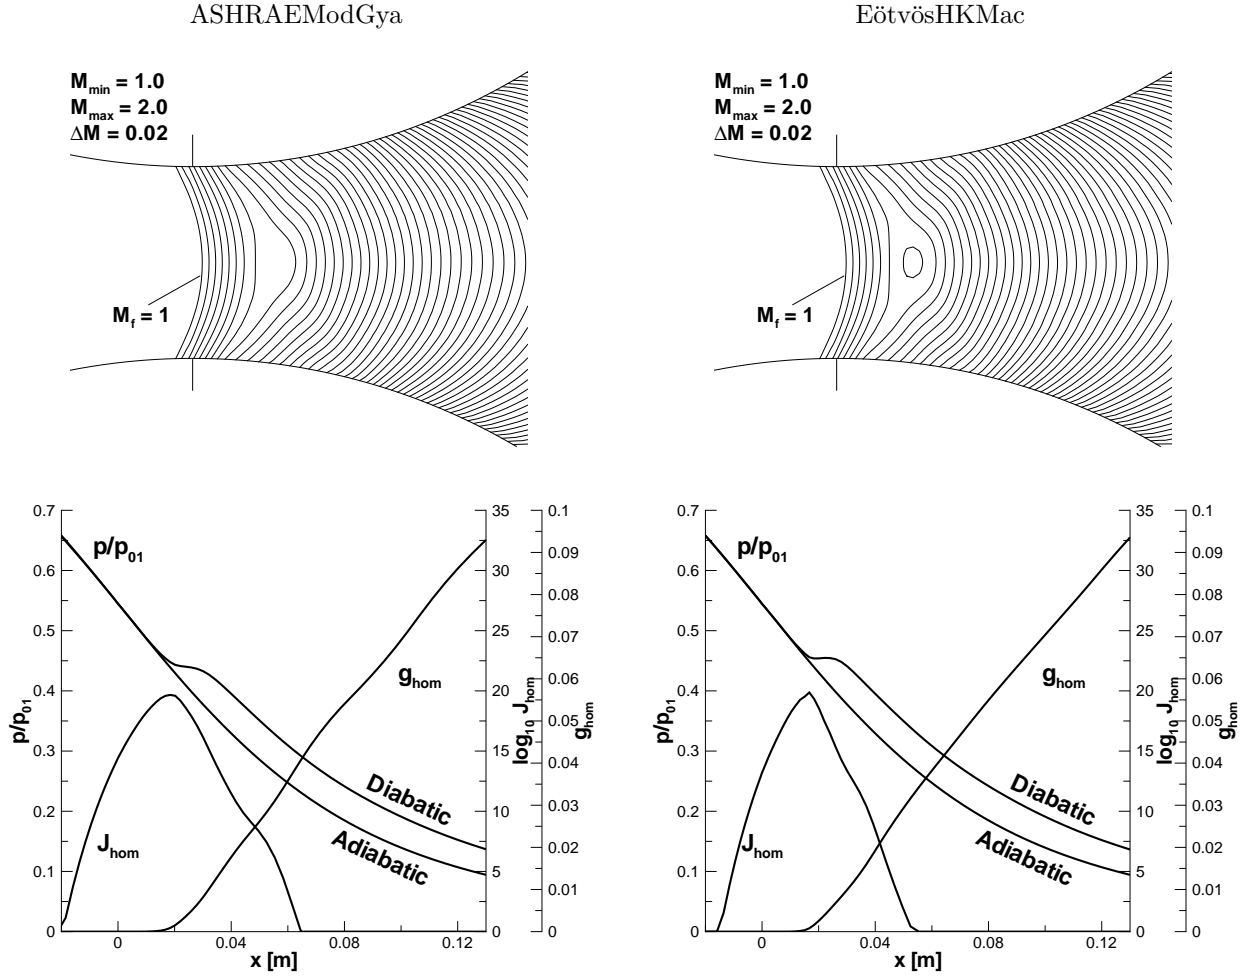 ASHRAEModGya
EötvösHKMac
M_min = 1.0
M_max = 2.0
ΔM = 0.02
M_f = 1
M_min = 1.0
M_max = 2.0
ΔM = 0.02
M_f = 1
0.7
0.6
0.5
0.4
0.3
0.2
0.1
0
p/p_01
p/p_01
J_hom
g_hom
Diabatic
Adiabatic
0
0.04
0.08
0.12
x [m]
35
30
25
20
15
10
5
0
log_10 J_hom
0.1
0.09
0.08
0.07
0.06
0.05
0.04
0.03
0.02
0.01
0
g_hom
0.7
0.6
0.5
0.4
0.3
0.2
0.1
0
p/p_01
p/p_01
J_hom
g_hom
Diabatic
Adiabatic
0
0.04
0.08
0.12
x [m]
35
30
25
20
15
10
5
0
log_10 J_hom
0.1
0.09
0.08
0.07
0.06
0.05
0.04
0.03
0.02
0.01
0
g_hom